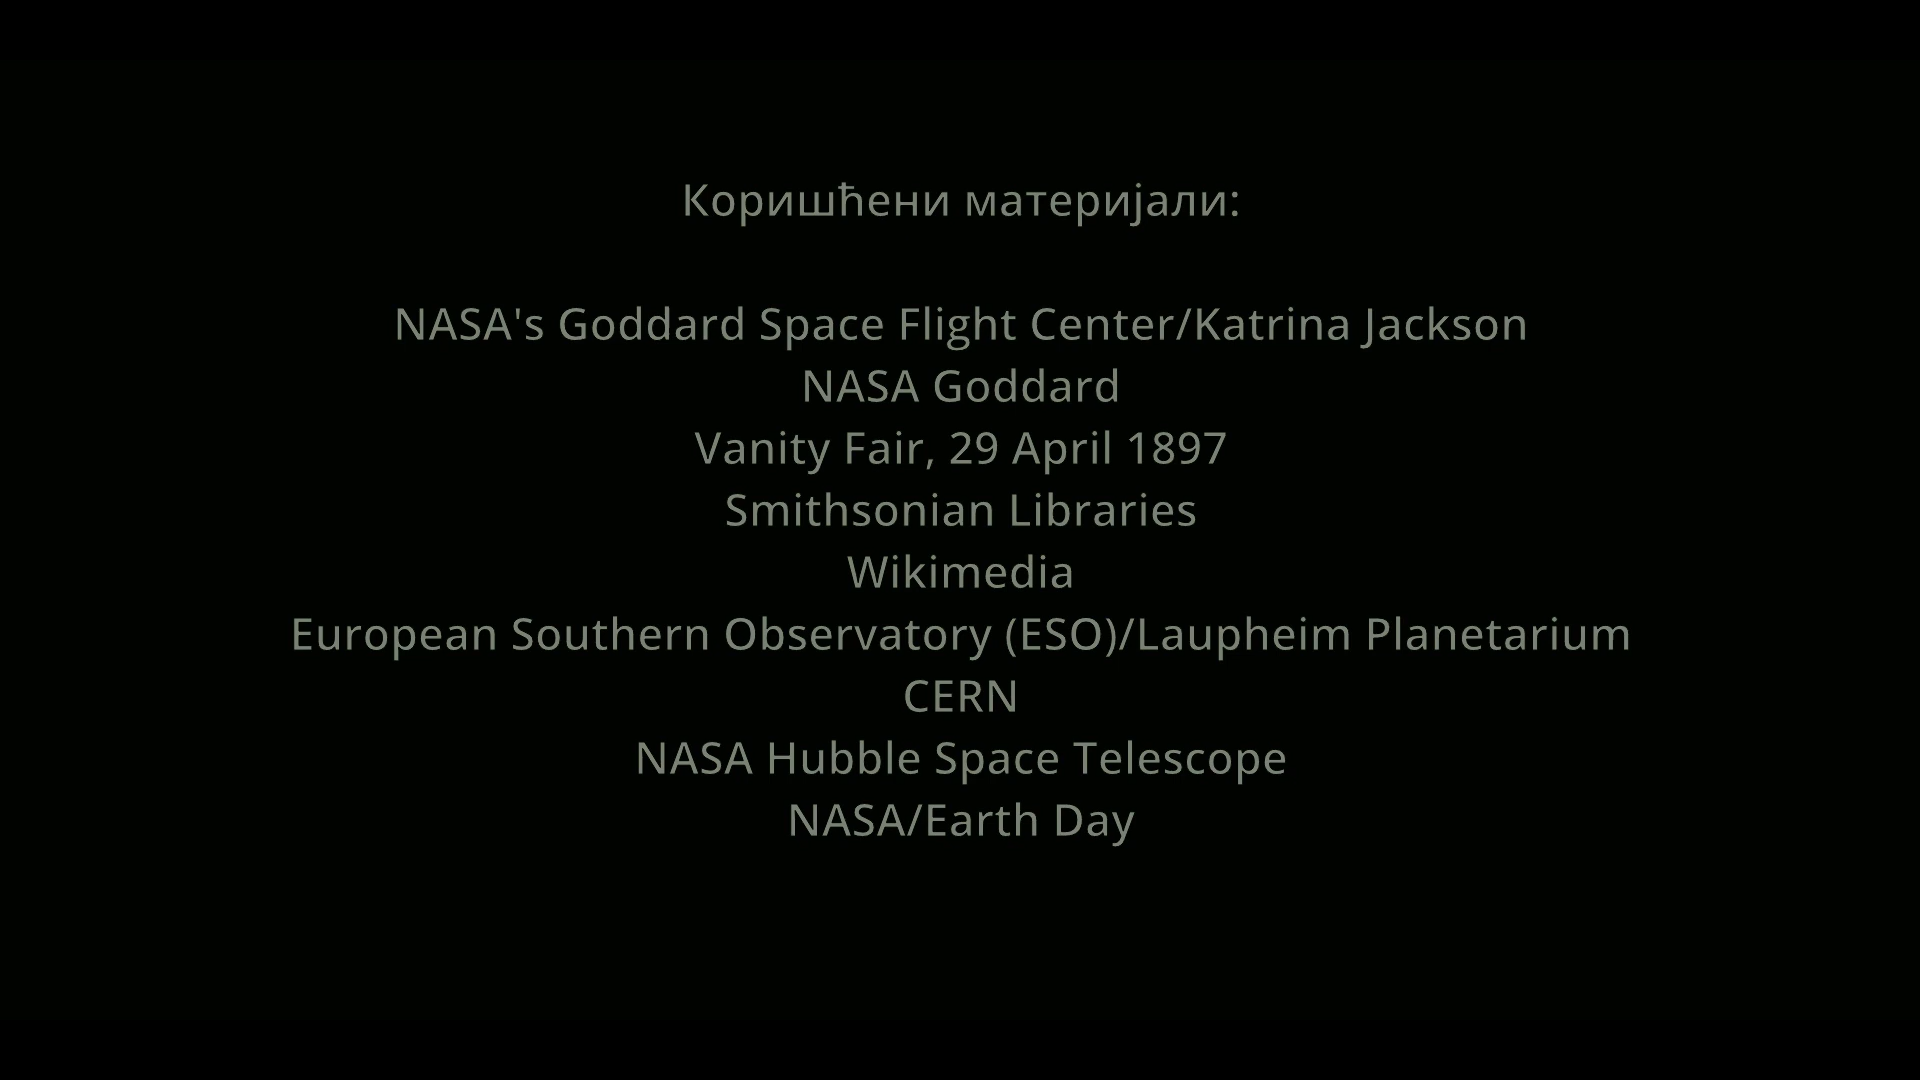 Коришћени материјали:
NASA's Goddard Space Flight Center/Katrina Jackson
NASA Goddard
Vanity Fair, 29 April 1897
Smithsonian Libraries
Wikimedia
European Southern Observatory (ESO)/Laupheim Planetarium
CERN
NASA Hubble Space Telescope
NASA/Earth Day